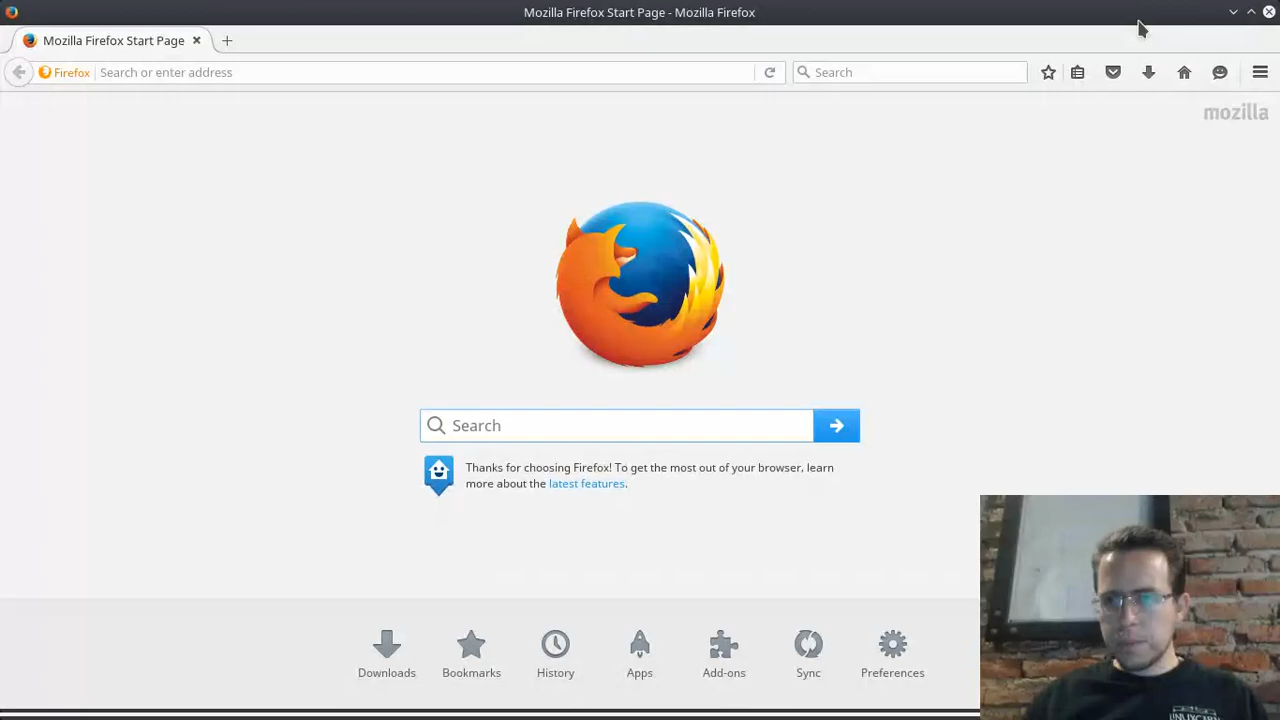 Mozilla Firefox Start Page - Mozilla Firefox
Mozilla Firefox Start Page
Firefox
Search or enter address
Search
mozilla
Search
Thanks for choosing Firefox! To get the most out of your browser, learn
more about the latest features.
Downloads
Bookmarks
History
Apps
Add-ons
Sync
Preferences